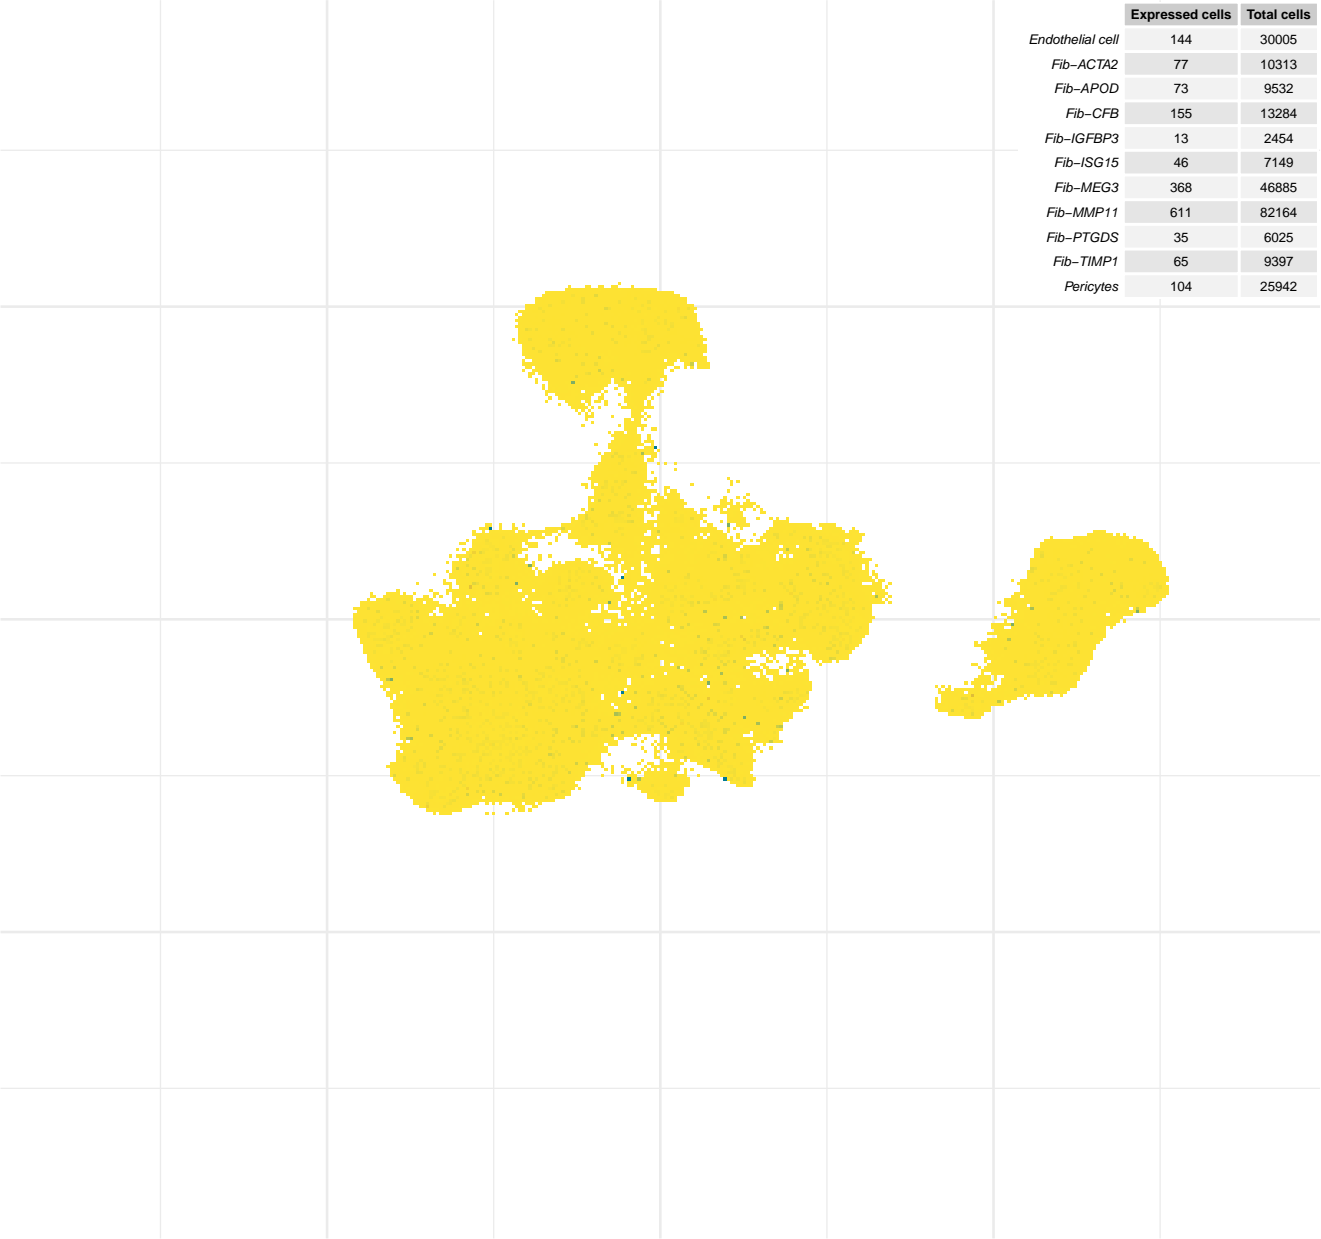 Expressed cells Total cells
Endothelial cell 144 30005
Fib−ACTA2 77 10313
Fib−APOD 73 9532
Fib−CFB 155 13284
Fib−IGFBP3 13 2454
Fib−ISG15 46 7149
Fib−MEG3 368 46885
Fib−MMP11 611 82164
Fib−PTGDS 35 6025
Fib−TIMP1 65 9397
Pericytes 104 25942